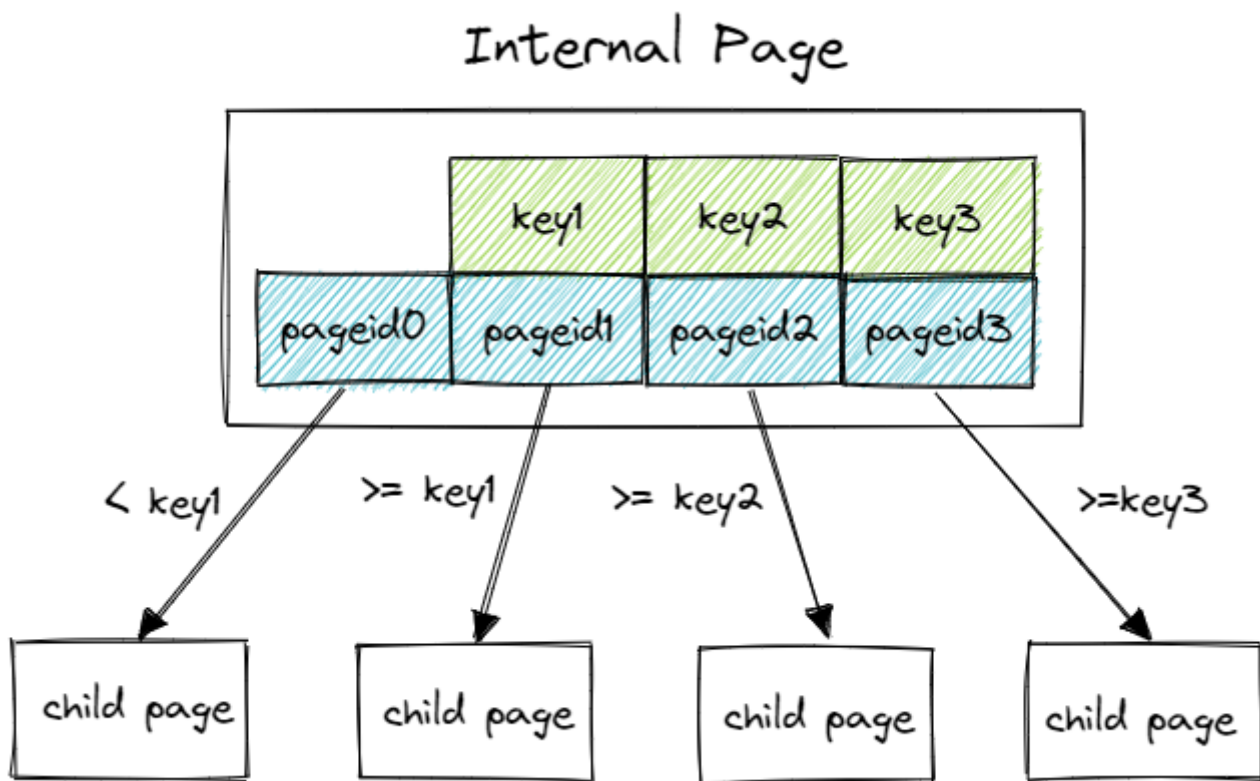 Internal Page
key1 key2 key3
pageid0 pageid1 pageid2 pageid3
< key1 >= key1 >= key2 >=key3
child page child page child page child page